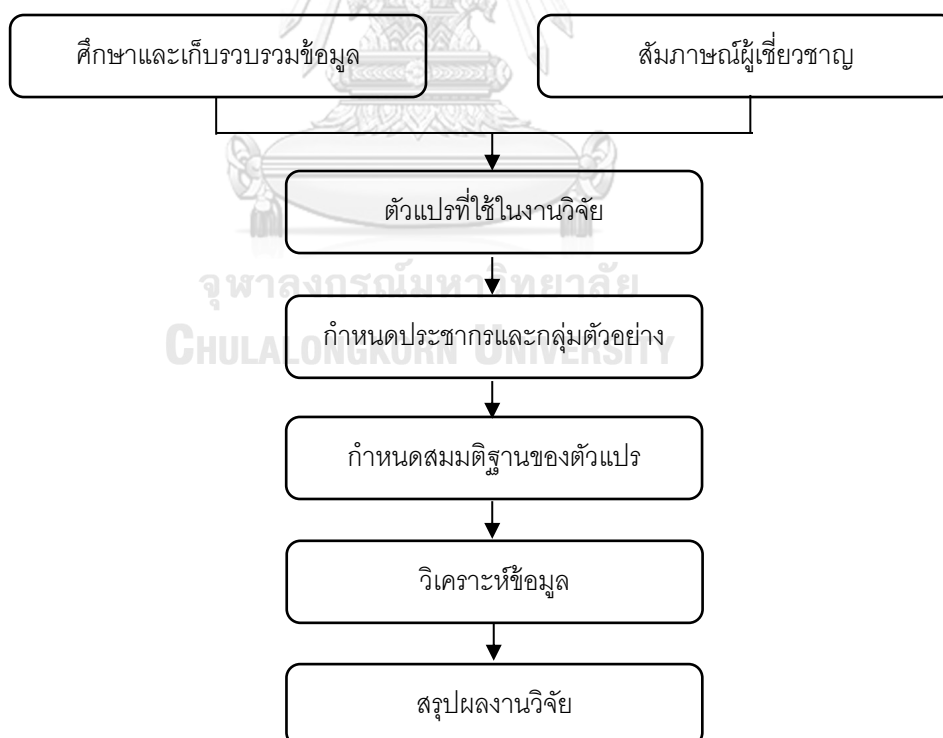 ศึกษาและเก็บรวบรวมข้อมูล
สัมภาษณ์ผู้เชี่ยวชาญ
ตัวแปรที่ใช้ในงานวิจัย
จุฬาลงกรณ์มหาวิทยาลัย
กำหนดประชากรและกลุ่มตัวอย่าง
CHULALONGKORN UNIVERSITY
กำหนดสมมติฐานของตัวแปร
วิเคราะห์ข้อมูล
สรุปผลงานวิจัย